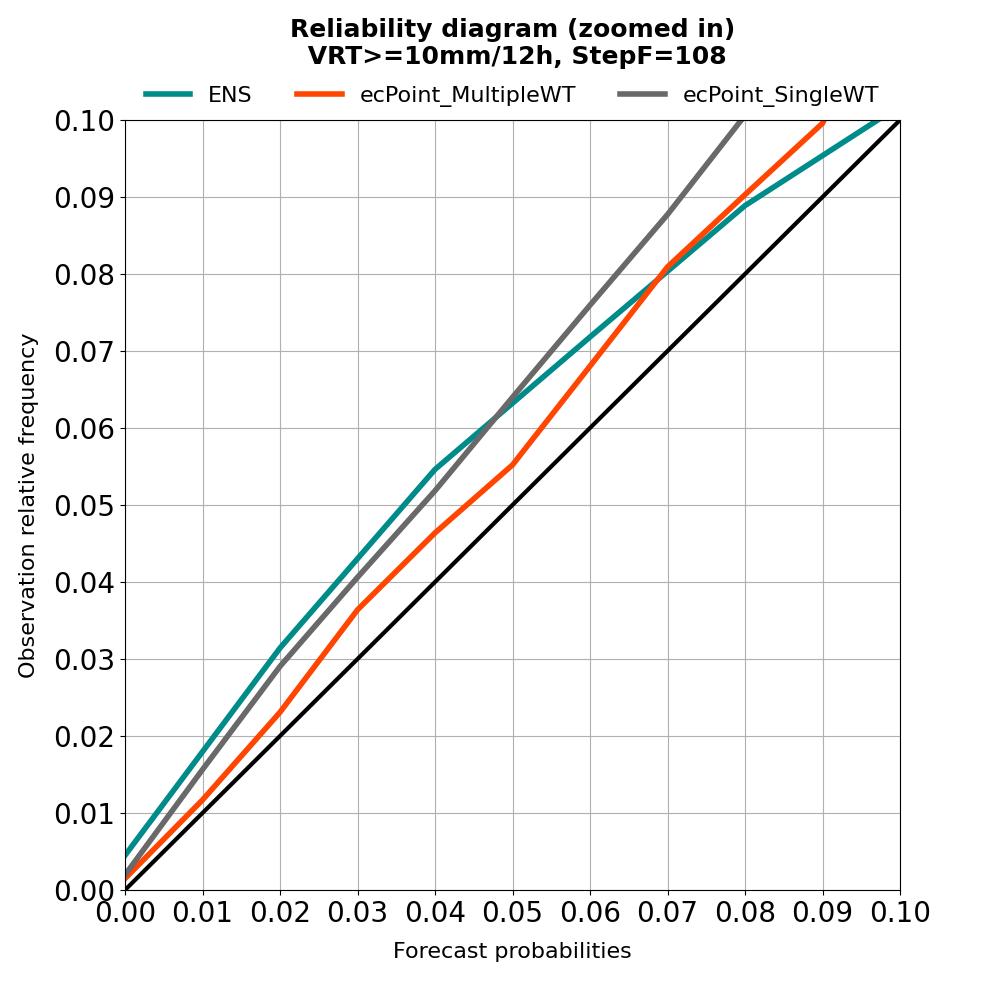 Reliability diagram (zoomed in)
VRT>=10mm/12h, StepF=108
ENS ecPoint_MultipleWT ecPoint_SingleWT
0.10
0.09
0.08
0.07
0.06
0.05
0.04
0.03
0.02
0.01
0.00
Observation relative frequency
0.00 0.01 0.02 0.03 0.04 0.05 0.06 0.07 0.08 0.09 0.10
Forecast probabilities